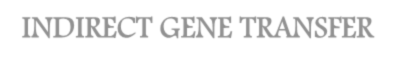 INDIRECT GENE TRANSFER